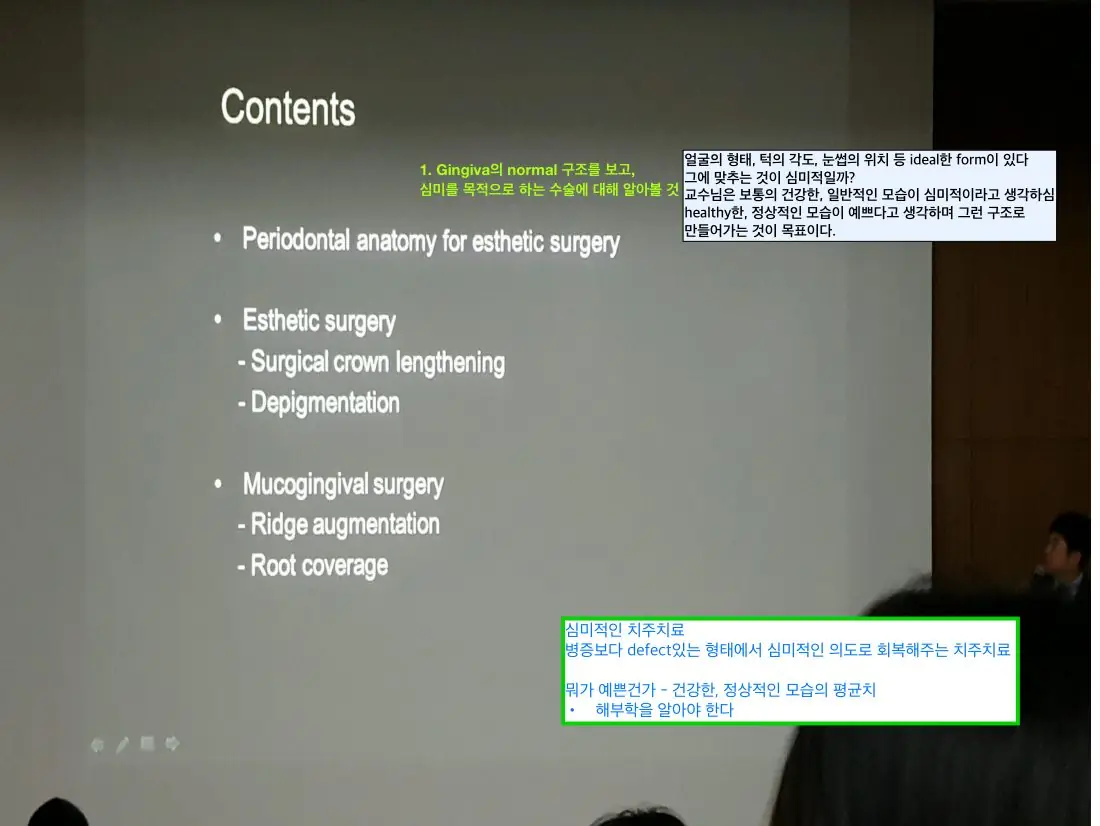 Contents
1. Gingiva의 normal 구조를 보고,
심미를 목적으로 하는 수술에 대해 알아볼 것
얼굴의 형태, 턱의 각도, 눈썹의 위치 등 ideal한 form이 있다
그에 맞추는 것이 심미적일까?
교수님은 보통의 건강한, 일반적인 모습이 심미적이라고 생각하심
healthy한, 정상적인 모습이 예쁘다고 생각하며 그런 구조로
만들어가는 것이 목표이다.
• Periodontal anatomy for esthetic surgery
• Esthetic surgery
- Surgical crown lengthening
- Depigmentation
• Mucogingival surgery
- Ridge augmentation
- Root coverage
심미적인 치주치료
병증보다 defect있는 형태에서 심미적인 의도로 회복해주는 치주치료
뭐가 예쁜건가 - 건강한, 정상적인 모습의 평균치
• 해부학을 알아야 한다